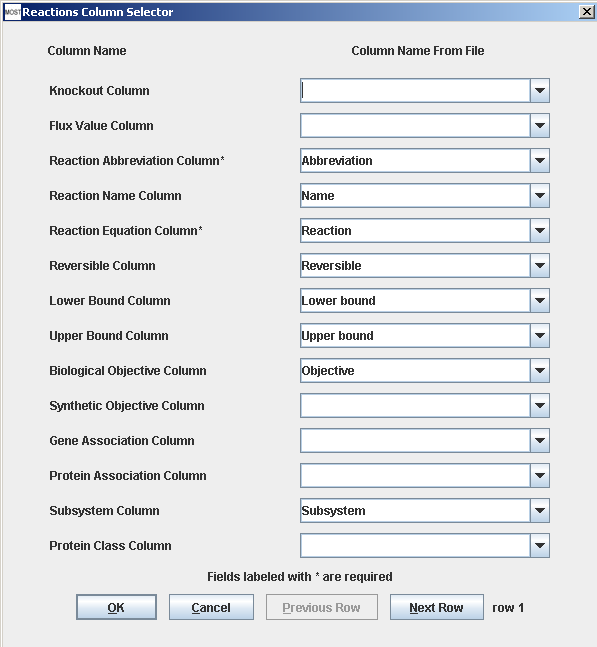 MOST Reactions Column Selector
Column Name Column Name From File
Knockout Column
Flux Value Column
Reaction Abbreviation Column* Abbreviation
Reaction Name Column Name
Reaction Equation Column* Reaction
Reversible Column Reversible
Lower Bound Column Lower bound
Upper Bound Column Upper bound
Biological Objective Column Objective
Synthetic Objective Column
Gene Association Column
Protein Association Column
Subsystem Column Subsystem
Protein Class Column
Fields labeled with * are required
OK Cancel Previous Row Next Row row 1